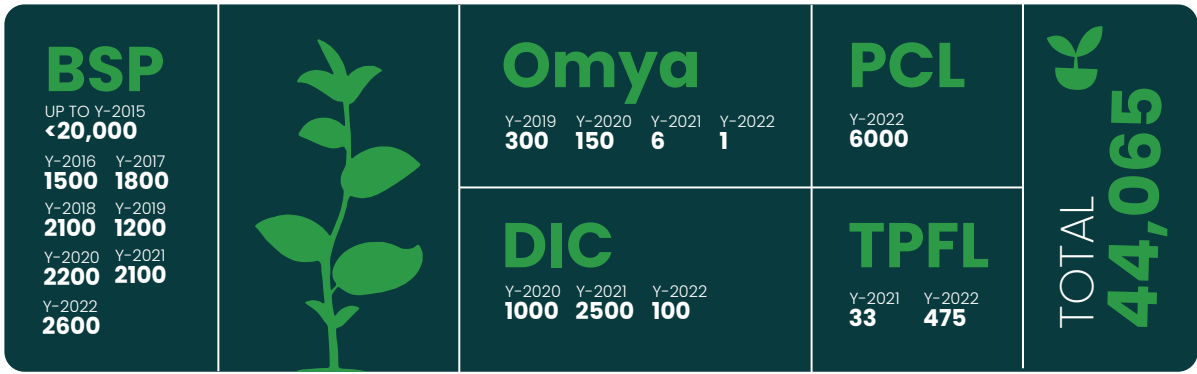 BSP
UP TO Y-2015
<20,000
Y-2016 Y-2017
1500 1800
Y-2018 Y-2019
2100 1200
Y-2020 Y-2021
2200 2100
Y-2022
2600
Omya
Y-2019 Y-2020 Y-2021 Y-2022
300 150 6 1
DIC
Y-2020 Y-2021 Y-2022
1000 2500 100
PCL
Y-2022
6000
TPFL
Y-2021 Y-2022
33 475
TOTAL
44,065